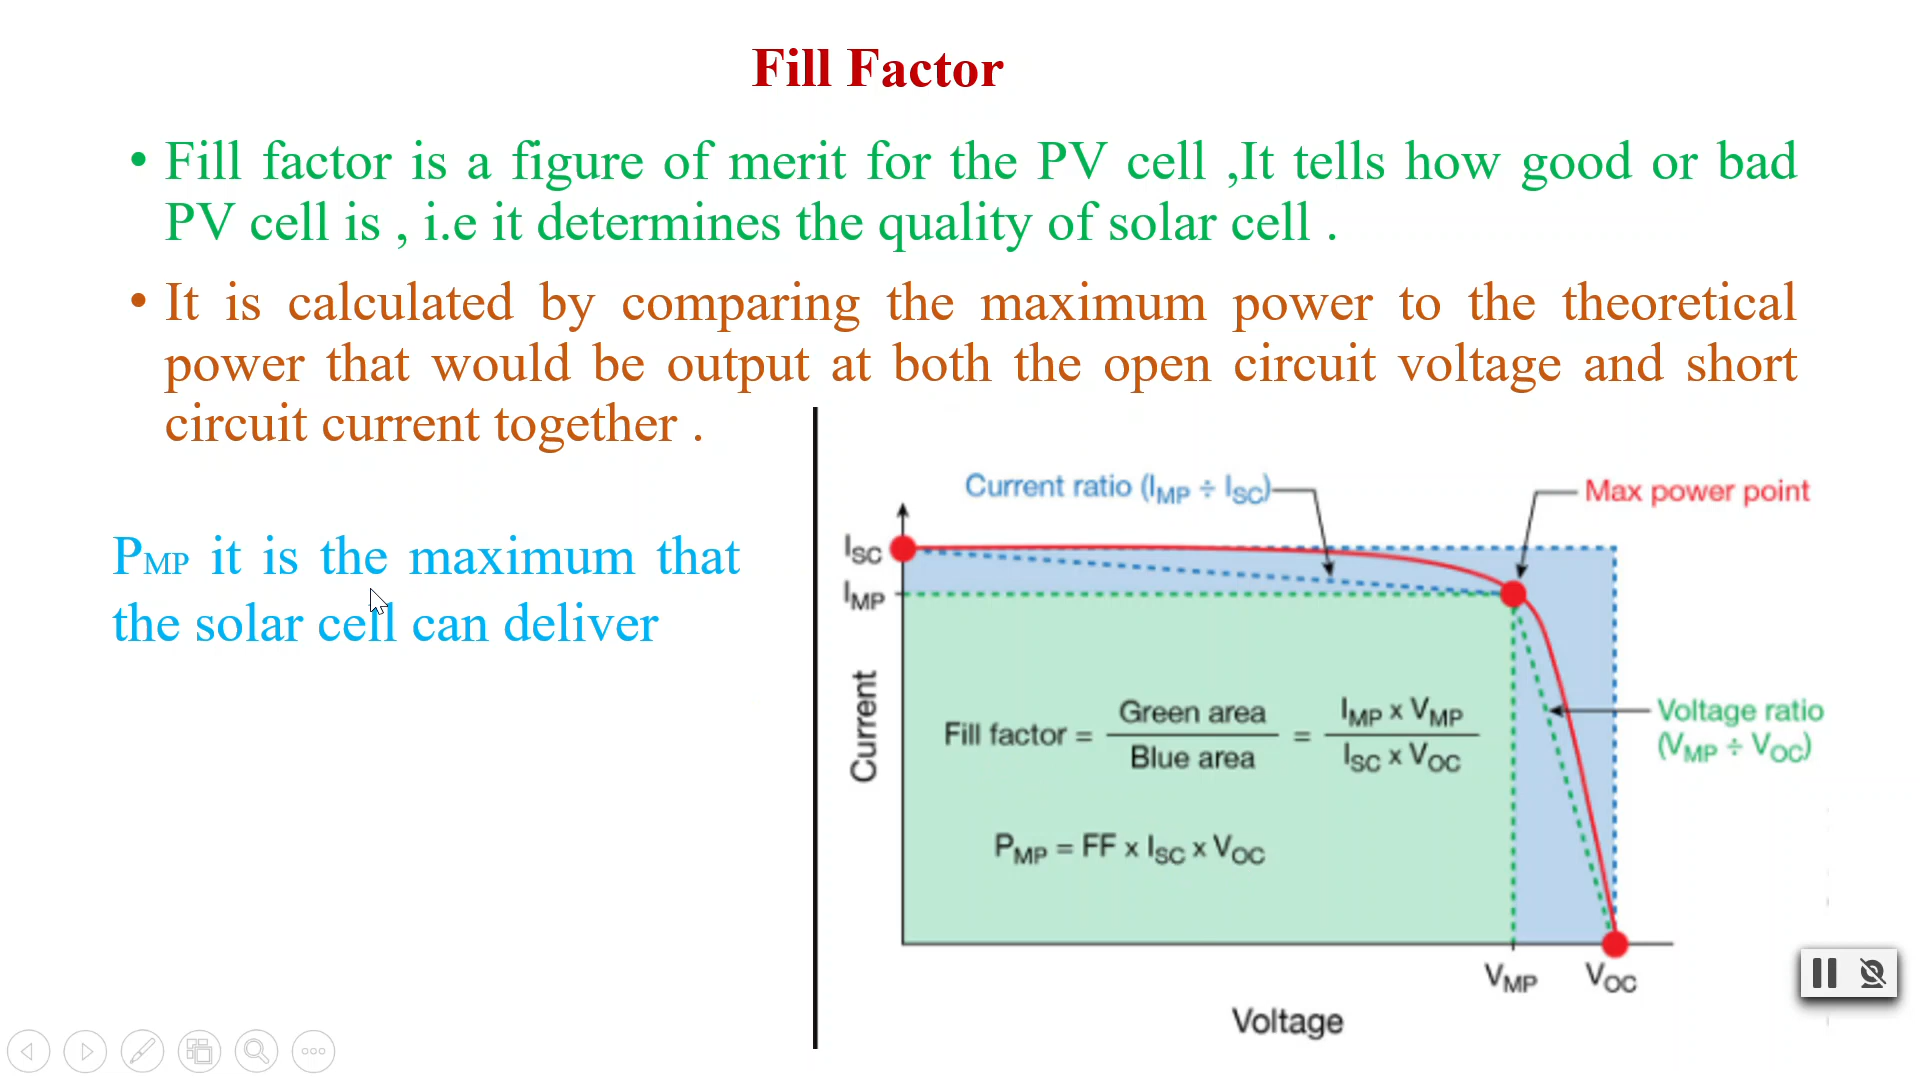 Fill Factor
• Fill factor is a figure of merit for the PV cell ,It tells how good or bad
PV cell is , i.e it determines the quality of solar cell .
• It is calculated by comparing the maximum power to the theoretical
power that would be output at both the open circuit voltage and short
circuit current together .
PMP it is the maximum that
the solar cell can deliver
Current ratio (IMP ÷ ISC)
Max power point
ISC
IMP
Current
Fill factor = Green area / Blue area = IMP x VMP / ISC x VOC
PMP = FF x ISC x VOC
Voltage ratio
(VMP ÷ VOC)
VMP
VOC
Voltage